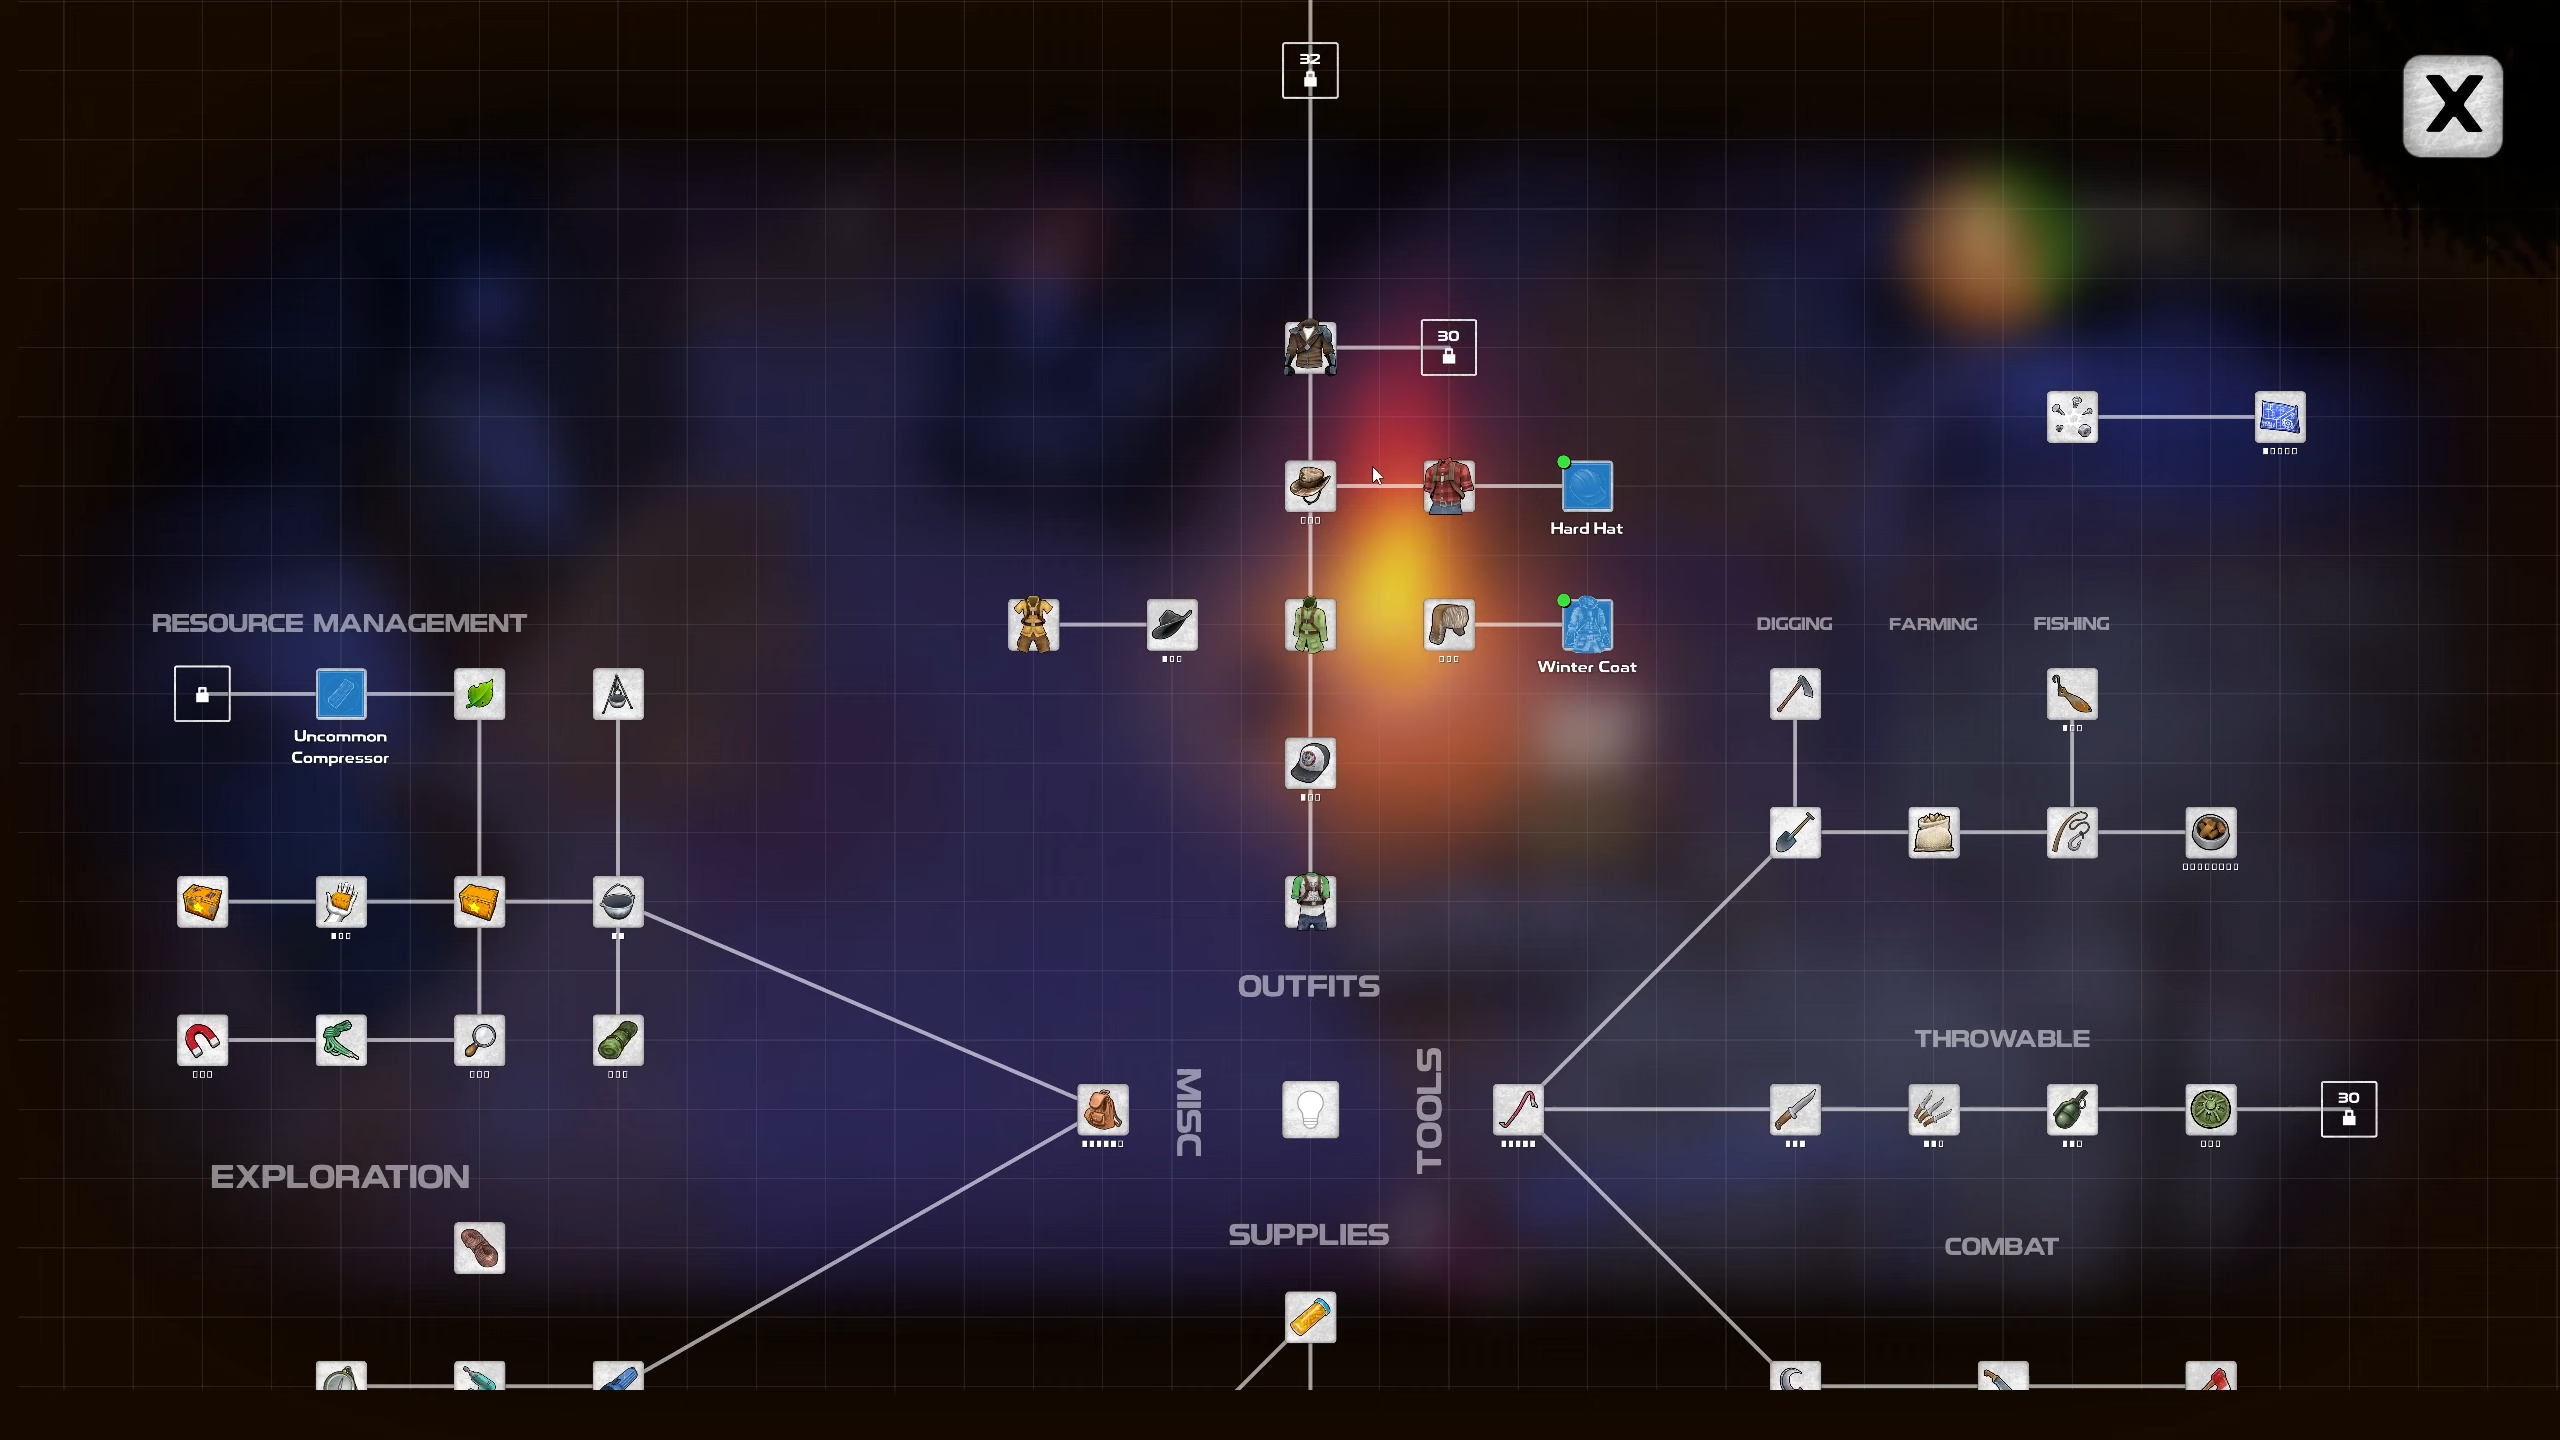 32
X
30
Hard Hat
Winter Coat
RESOURCE MANAGEMENT
DIGGING
FARMING
FISHING
Uncommon
Compressor
OUTFITS
MISC
TOOLS
THROWABLE
30
EXPLORATION
SUPPLIES
COMBAT